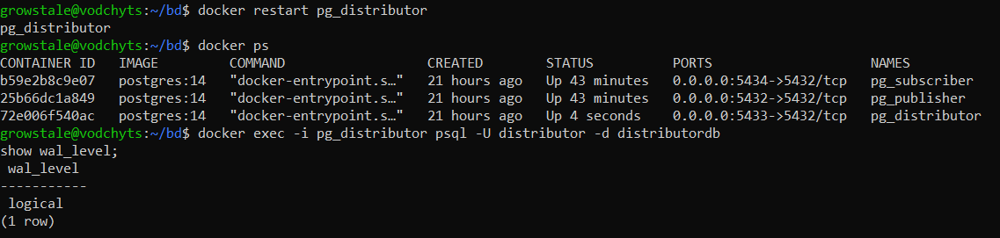 growstale@vodchyts:~/bd$ docker restart pg_distributor
pg_distributor
growstale@vodchyts:~/bd$ docker ps
CONTAINER ID   IMAGE         COMMAND                  CREATED        STATUS          PORTS                    NAMES
b59e2b8c9e07   postgres:14   "docker-entrypoint.s…"   21 hours ago   Up 43 minutes   0.0.0.0:5434->5432/tcp   pg_subscriber
25b66dc1a849   postgres:14   "docker-entrypoint.s…"   21 hours ago   Up 43 minutes   0.0.0.0:5432->5432/tcp   pg_publisher
72e006f540ac   postgres:14   "docker-entrypoint.s…"   21 hours ago   Up 4 seconds    0.0.0.0:5433->5432/tcp   pg_distributor
growstale@vodchyts:~/bd$ docker exec -i pg_distributor psql -U distributor -d distributordb
show wal_level;
 wal_level
-----------
 logical
(1 row)